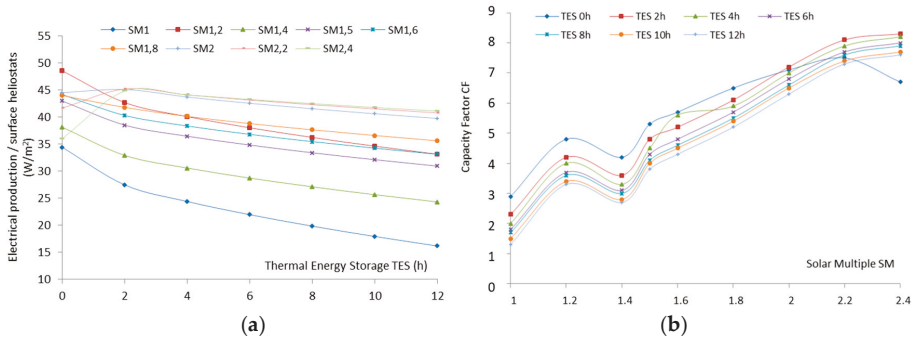 SM1 SM1,2 SM1,4 SM1,5 SM1,6
SM1,8 SM2 SM2,2 SM2,4
Electrical production / surface heliostats
(W/m²)
55
50
45
40
35
30
25
20
15
10
Thermal Energy Storage TES (h)
0 2 4 6 8 10 12
(a)
TES 0h TES 2h TES 4h TES 6h
TES 8h TES 10h TES 12h
Capacity Factor CF
9
8
7
6
5
4
3
2
1
0
Solar Multiple SM
1 1.2 1.4 1.6 1.8 2 2.2 2.4
(b)